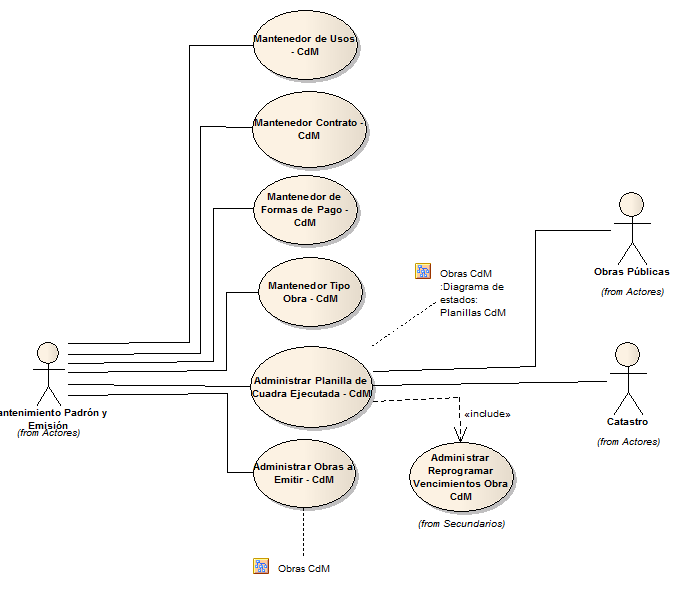 Mantenedor de Usos
- CdM
Mantenedor Contrato -
CdM
Mantenedor de
Formas de Pago -
CdM
Mantenedor Tipo
Obra - CdM
Administrar Planilla de
Cuadra Ejecutada - CdM
Administrar Obras a
Emitir - CdM
Obras CdM
antenimiento Padrón y
Emisión
(from Actores)
Obras CdM
:Diagrama de
estados:
Planillas CdM
«include»
Administrar
Reprogramar
Vencimientos Obra
CdM
(from Secundarios)
Obras Públicas
(from Actores)
Catastro
(from Actores)